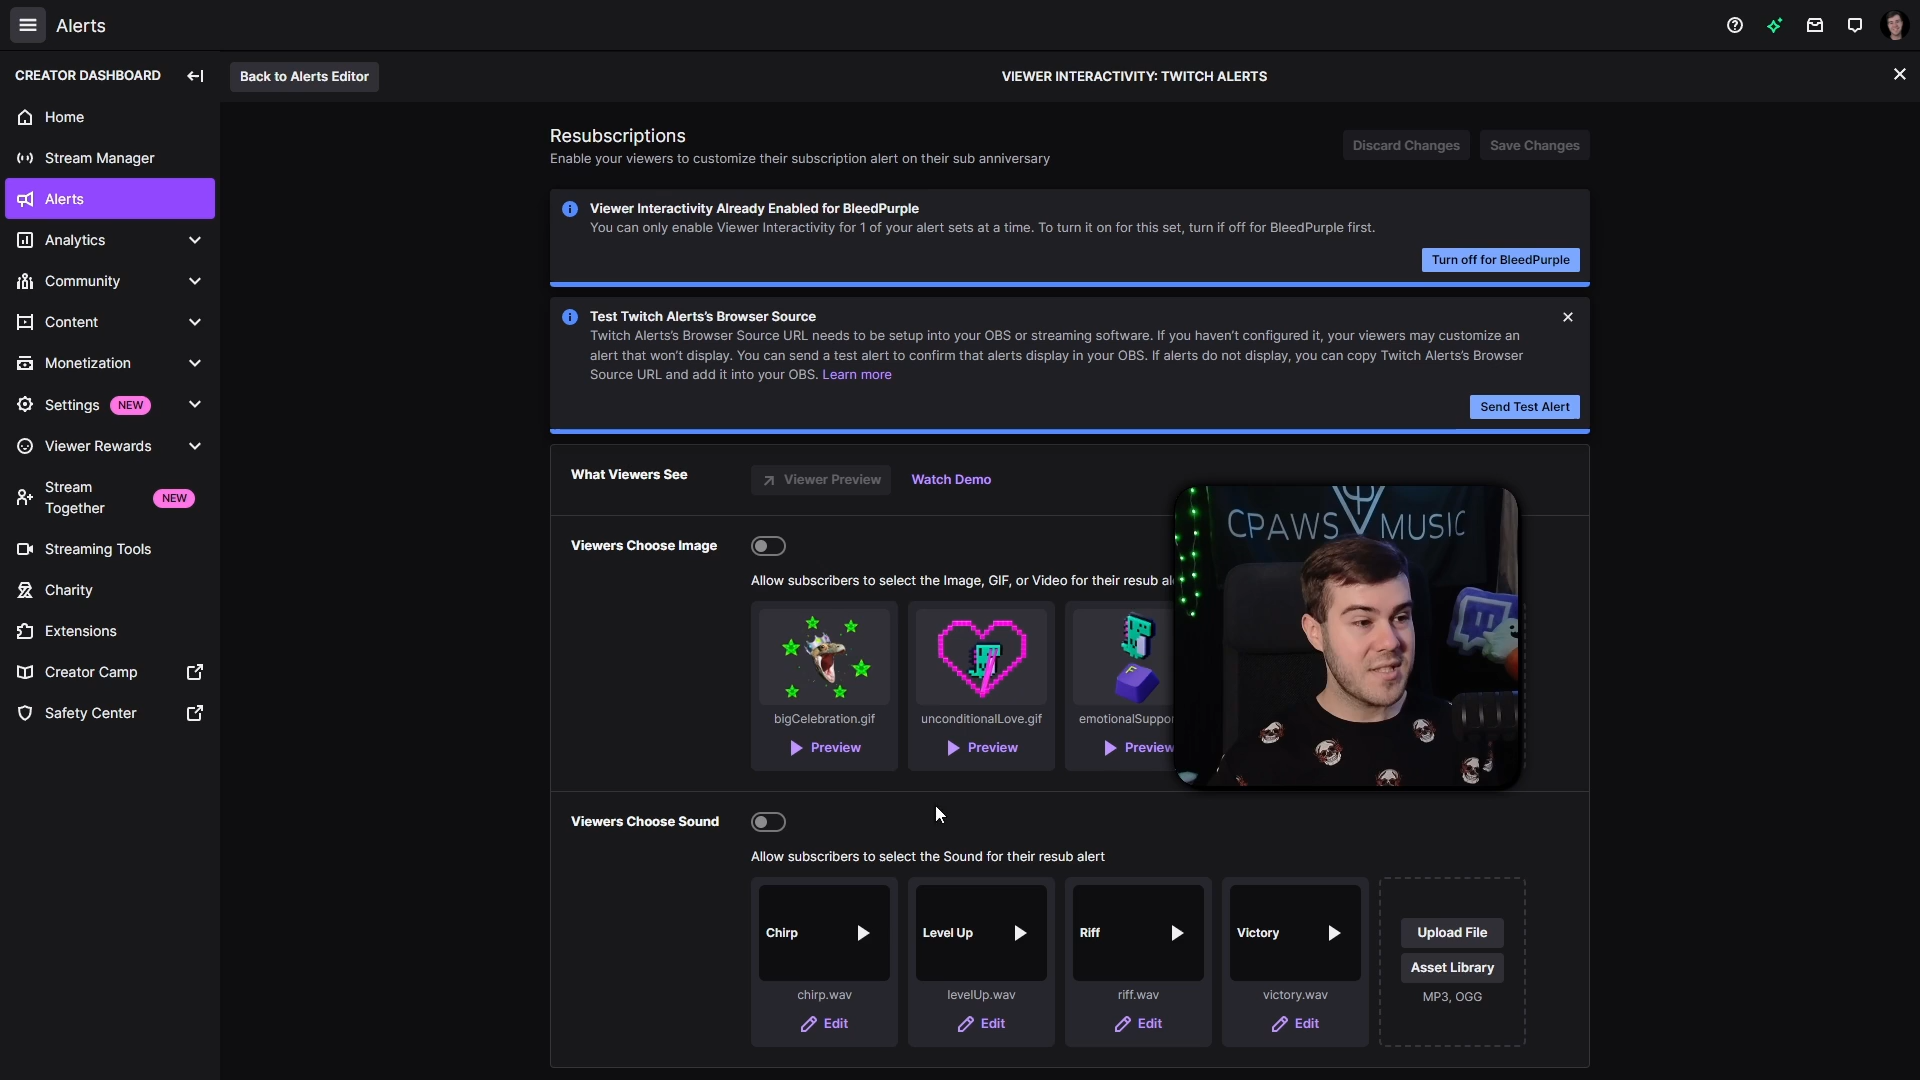 Alerts
CREATOR DASHBOARD
Back to Alerts Editor
VIEWER INTERACTIVITY: TWITCH ALERTS
Home
Stream Manager
Alerts
Analytics
Community
Content
Monetization
Settings NEW
Viewer Rewards
Stream
Together NEW
Streaming Tools
Charity
Extensions
Creator Camp
Safety Center
Resubscriptions
Enable your viewers to customize their subscription alert on their sub anniversary
Discard Changes
Save Changes
Viewer Interactivity Already Enabled for BleedPurple
You can only enable Viewer Interactivity for 1 of your alert sets at a time. To turn it on for this set, turn if off for BleedPurple first.
Turn off for BleedPurple
Test Twitch Alerts's Browser Source
Twitch Alerts's Browser Source URL needs to be setup into your OBS or streaming software. If you haven't configured it, your viewers may customize an
alert that won't display. You can send a test alert to confirm that alerts display in your OBS. If alerts do not display, you can copy Twitch Alerts's Browser
Source URL and add it into your OBS. Learn more
Send Test Alert
What Viewers See
Viewer Preview
Watch Demo
CPAWS MUSIC
Viewers Choose Image
Allow subscribers to select the Image, GIF, or Video for their resub al
bigCelebration.gif
unconditionalLove.gif
emotionalSuppor
Preview
Preview
Preview
F
Viewers Choose Sound
Allow subscribers to select the Sound for their resub alert
Chirp
Level Up
Riff
Victory
Upload File
Asset Library
MP3, OGG
chirp.wav
levelUp.wav
riff.wav
victory.wav
Edit
Edit
Edit
Edit